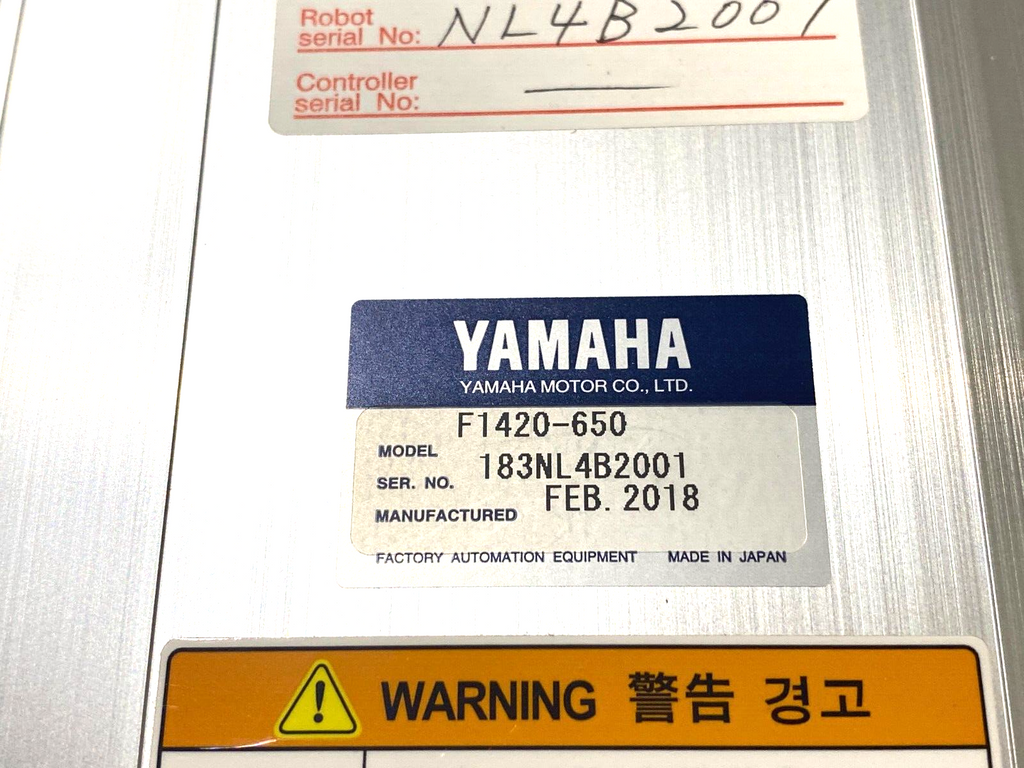 Robot
serial No: NL4B2001
Controller
serial No: ——
YAMAHA
YAMAHA MOTOR CO., LTD.
MODEL F1420-650
SER. NO. 183NL4B2001
MANUFACTURED FEB. 2018
FACTORY AUTOMATION EQUIPMENT MADE IN JAPAN
WARNING 警告 경고